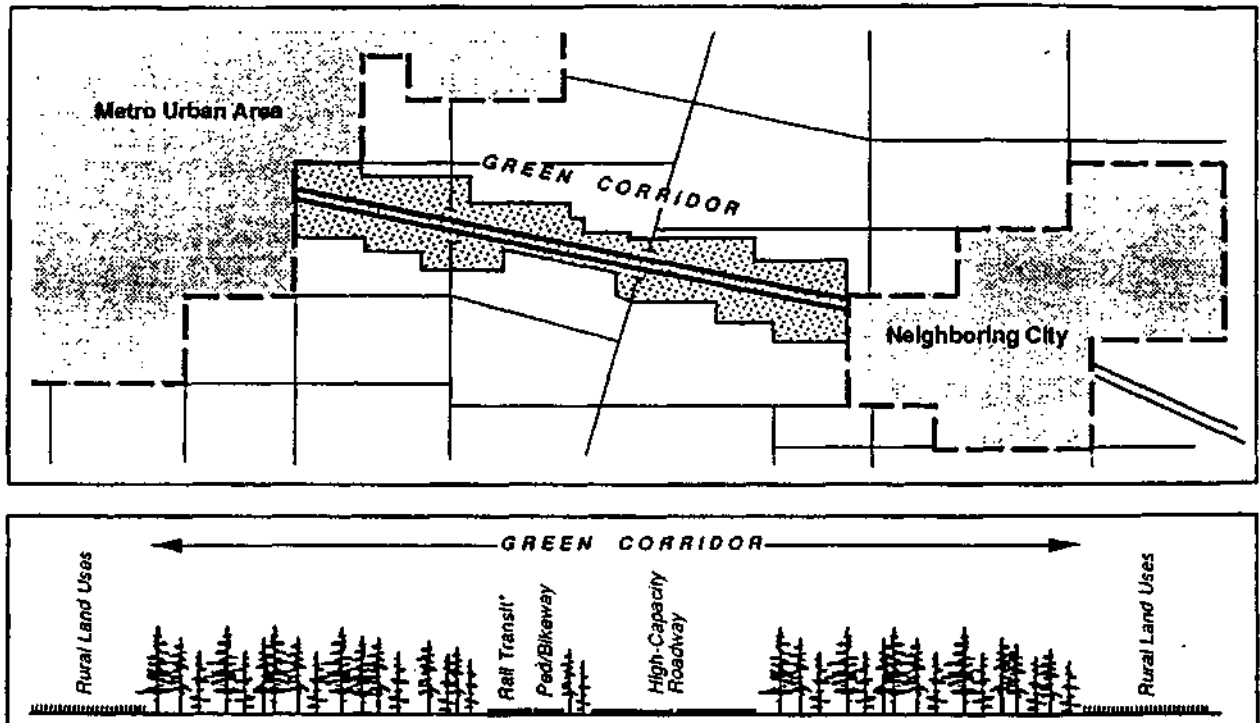 Metro Urban Area
GREEN CORRIDOR
Neighboring City
GREEN CORRIDOR
Rural Land Uses
Rail Transit*
Ped/Bikeway
High-Capacity
Roadway
Rural Land Uses